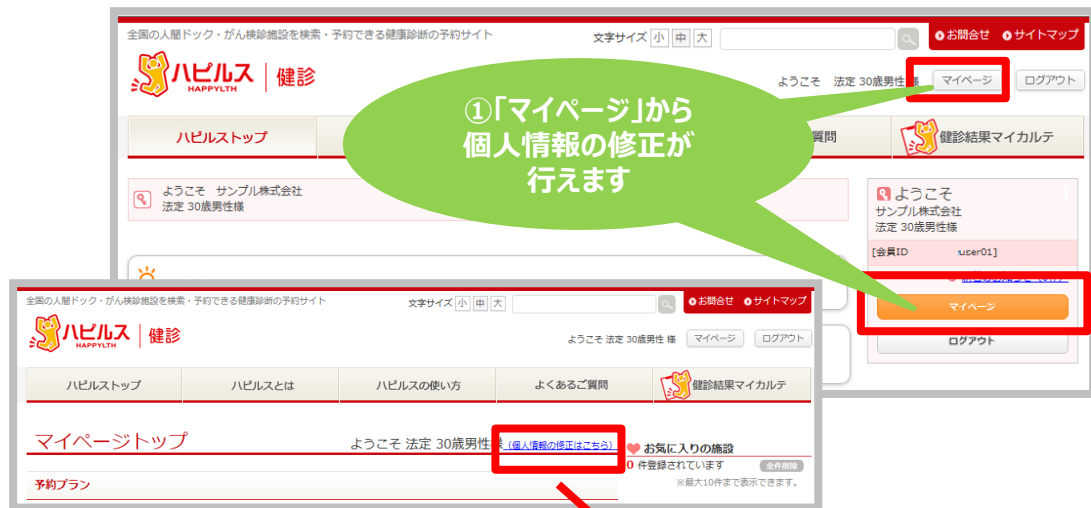 全国の人間ドック・がん検診施設を検索・予約できる健康診断の予約サイト
文字サイズ 小 中 大
お問合せ サイトマップ
ハピルス 健診
HAPPYLTH
ようこそ 法定 30歳男性 様 マイページ ログアウト
①「マイページ」から
個人情報の修正が
行えます
ハピルストップ
質問
健診結果マイカルテ
ようこそ サンプル株式会社
法定 30歳男性様
ようこそ
サンプル株式会社
法定 30歳男性様
[会員ID user01]
マイページ
ログアウト
全国の人間ドック・がん検診施設を検索・予約できる健康診断の予約サイト
文字サイズ 小 中 大
お問合せ サイトマップ
ハピルス 健診
HAPPYLTH
ようこそ 法定 30歳男性 様 マイページ ログアウト
ハピルストップ
ハピルスとは
ハピルスの使い方
よくあるご質問
健診結果マイカルテ
マイページトップ
ようこそ 法定 30歳男性様 (個人情報の修正はこちら)
お気に入りの施設
0 件登録されています 全件削除
※最大10件まで表示できます。
予約プラン